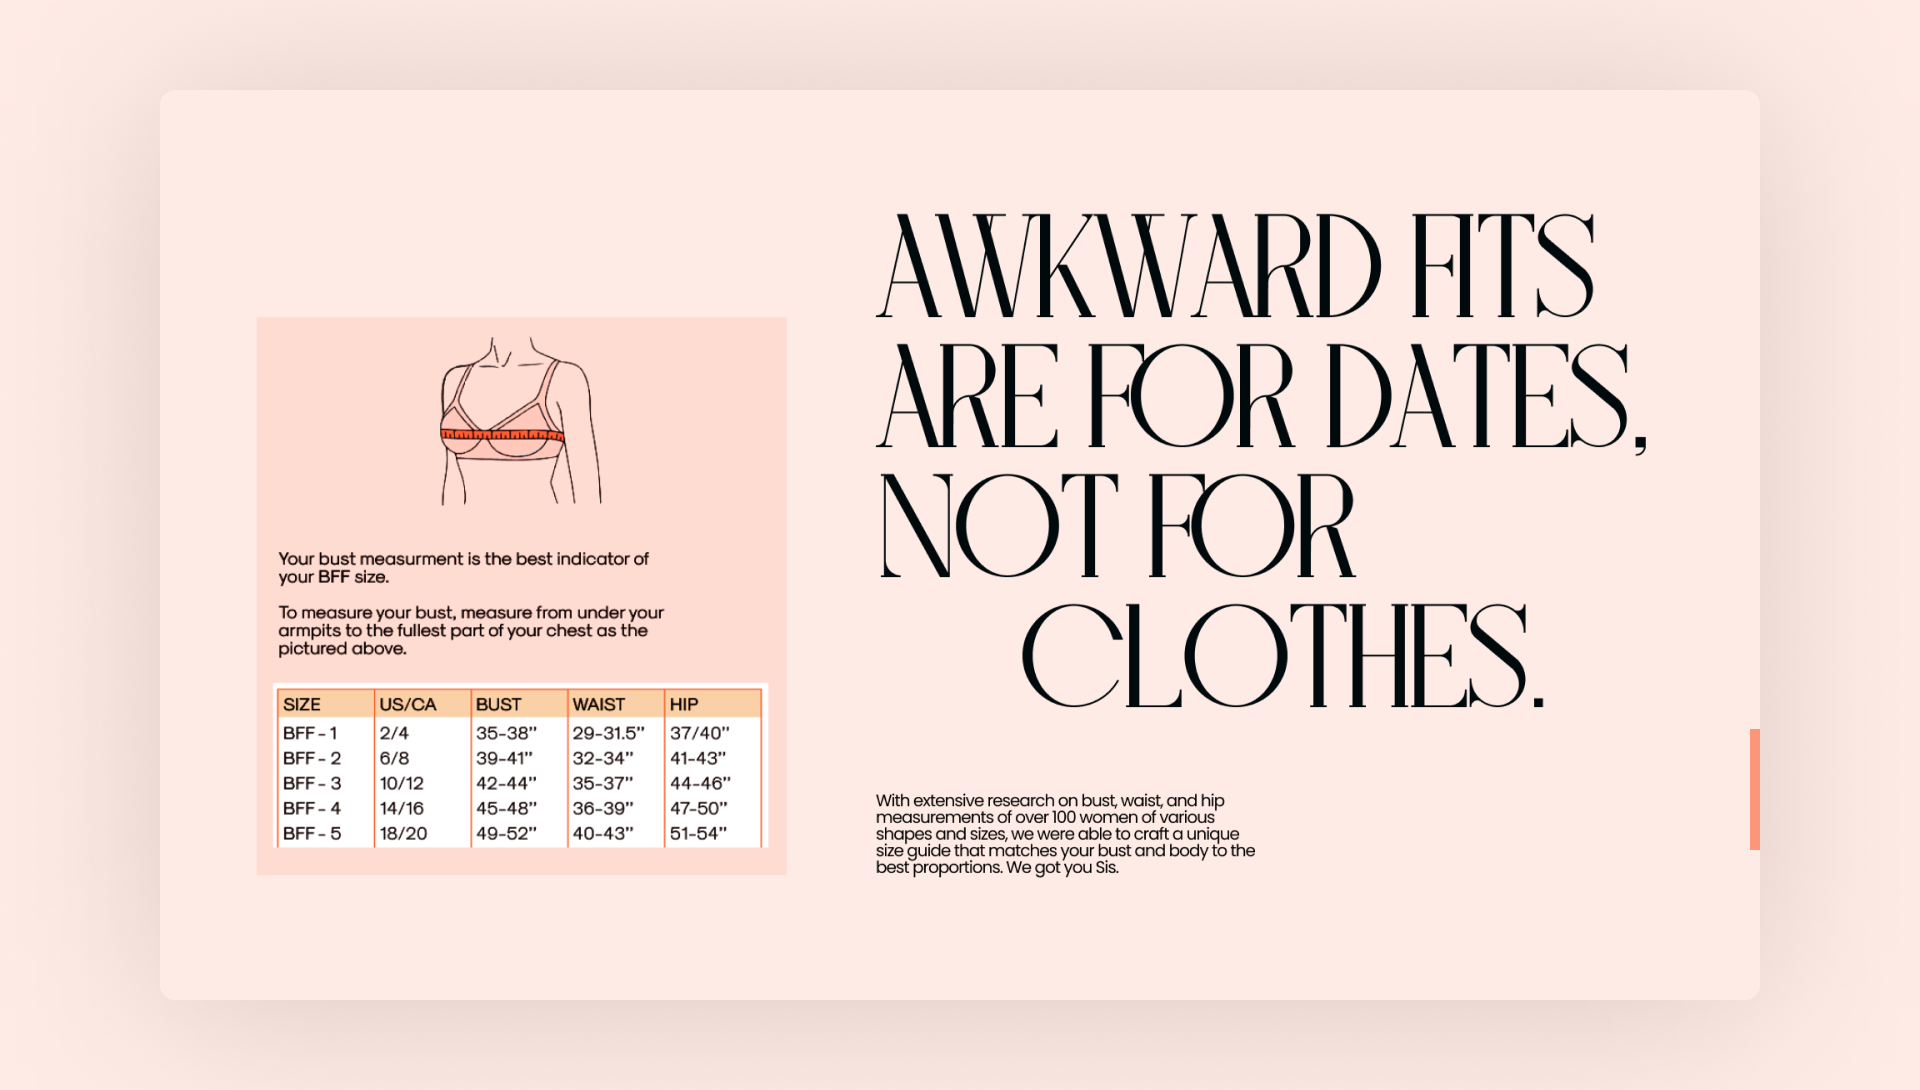 Your bust measurment is the best indicator of
your BFF size.
To measure your bust, measure from under your
armpits to the fullest part of your chest as the
pictured above.
SIZE US/CA BUST WAIST HIP
BFF - 1 2/4 35-38” 29-31.5” 37/40”
BFF - 2 6/8 39-41” 32-34” 41-43”
BFF - 3 10/12 42-44” 35-37” 44-46”
BFF - 4 14/16 45-48” 36-39” 47-50”
BFF - 5 18/20 49-52” 40-43” 51-54”
AWKWARD FITS
ARE FOR DATES,
NOT FOR
CLOTHES.
With extensive research on bust, waist, and hip
measurements of over 100 women of various
shapes and sizes, we were able to craft a unique
size guide that matches your bust and body to the
best proportions. We got you Sis.